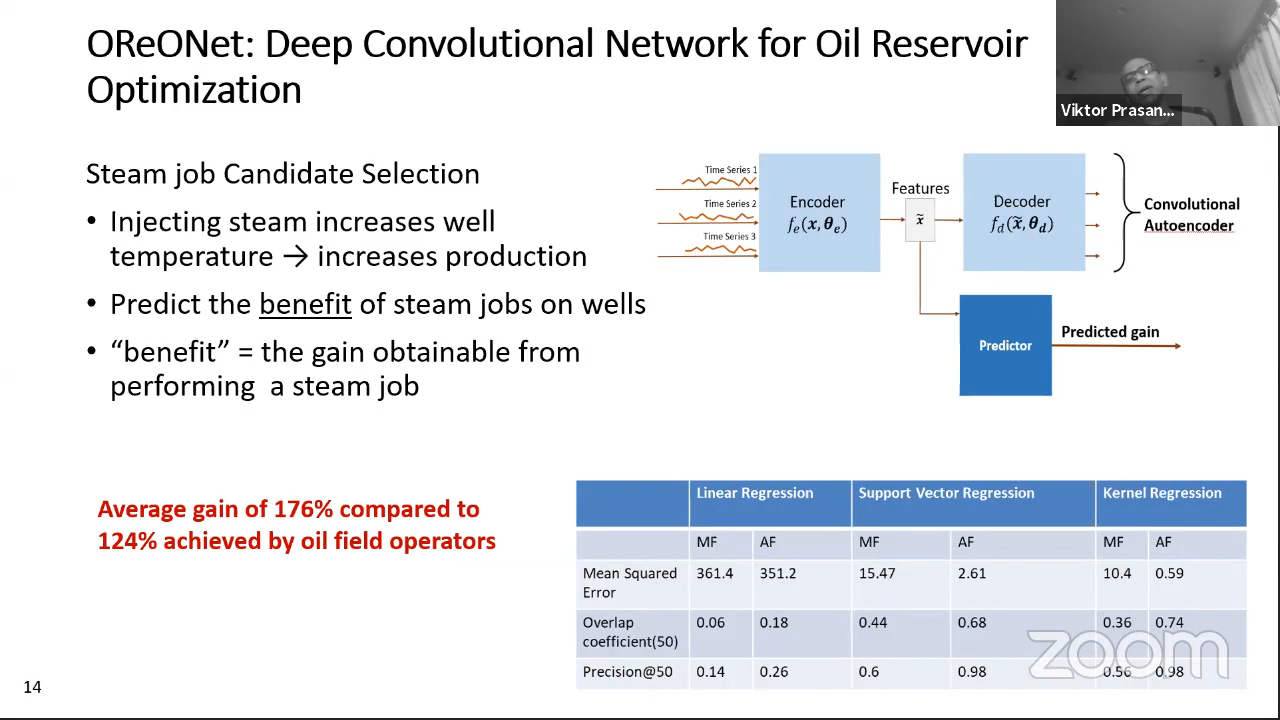 OReONet: Deep Convolutional Network for Oil Reservoir
Optimization
Viktor Prasan...
Steam job Candidate Selection
• Injecting steam increases well
temperature → increases production
• Predict the benefit of steam jobs on wells
• “benefit” = the gain obtainable from
performing a steam job
Time Series 1
Time Series 2
Time Series 3
Encoder
fₑ(x, θₑ)
Features
x̃
Decoder
f_d(x̃, θ_d)
Convolutional
Autoencoder
Predictor
Predicted gain
Average gain of 176% compared to
124% achieved by oil field operators
Linear Regression Support Vector Regression Kernel Regression
MF AF MF AF MF AF
Mean Squared
Error 361.4 351.2 15.47 2.61 10.4 0.59
Overlap
coefficient(50) 0.06 0.18 0.44 0.68 0.36 0.74
Precision@50 0.14 0.26 0.6 0.98 0.56 0.98
zoom
14